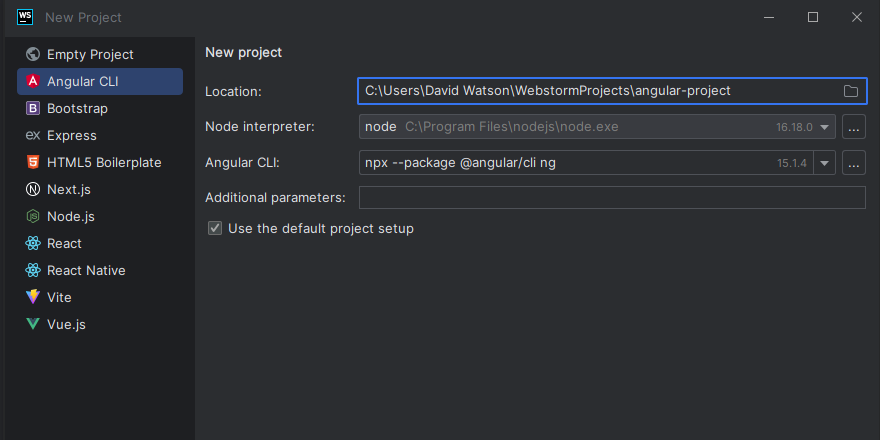 WS New Project
Empty Project
Angular CLI
Bootstrap
Express
HTML5 Boilerplate
Next.js
Node.js
React
React Native
Vite
Vue.js
New project
Location: C:\Users\David Watson\WebstormProjects\angular-project
Node interpreter: node C:\Program Files\nodejs\node.exe 16.18.0 ...
Angular CLI: npx --package @angular/cli ng 15.1.4 ...
Additional parameters:
Use the default project setup